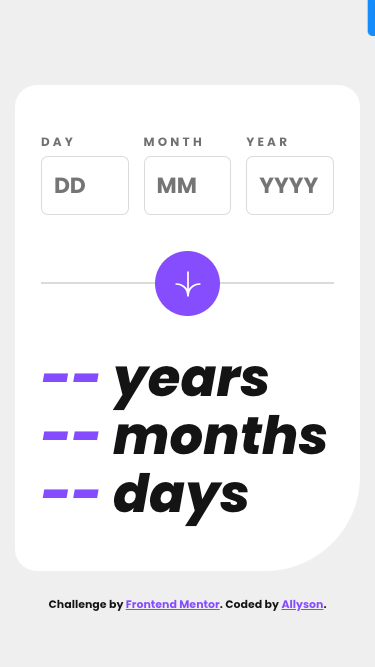 DAY MONTH YEAR
DD MM YYYY
-- years
-- months
-- days
Challenge by Frontend Mentor. Coded by Allyson.